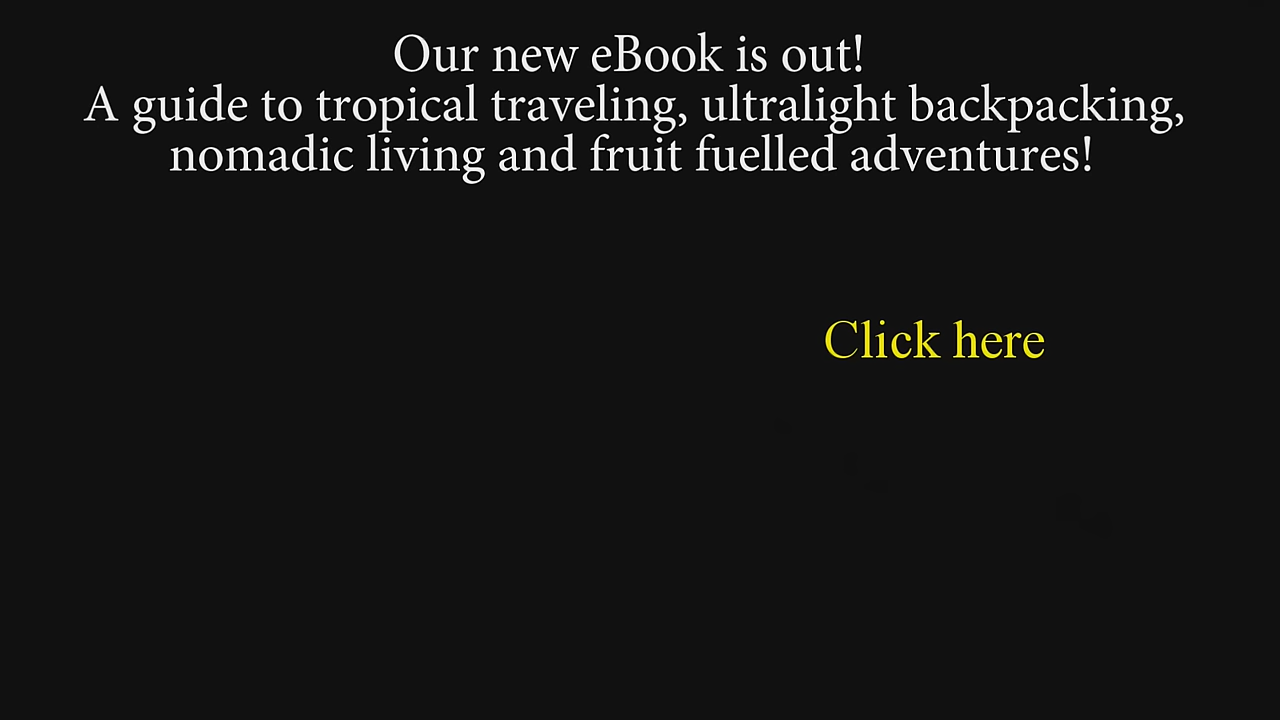 Our new eBook is out!
A guide to tropical traveling, ultralight backpacking,
nomadic living and fruit fuelled adventures!
Click here